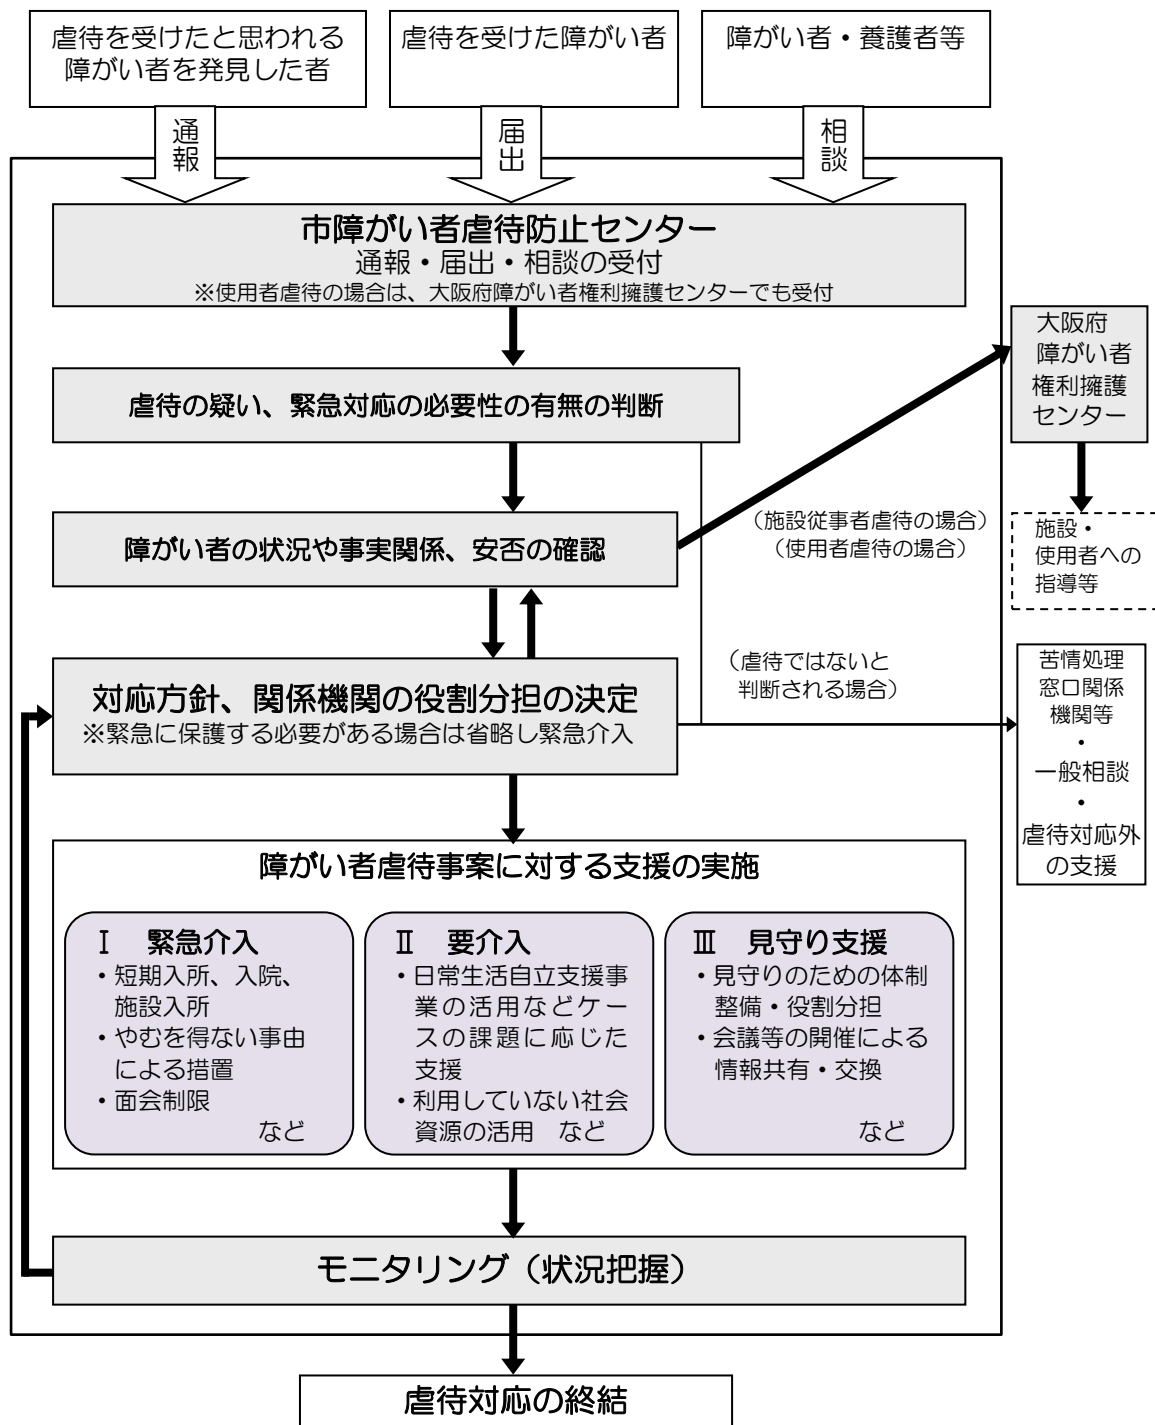 虐待を受けたと思われる
障がい者を発見した者
虐待を受けた障がい者
障がい者・養護者等
通報
届出
相談
市障がい者虐待防止センター
通報・届出・相談の受付
※使用者虐待の場合は、大阪府障がい者権利擁護センターでも受付
虐待の疑い、緊急対応の必要性の有無の判断
大阪府
障がい者
権利擁護
センター
障がい者の状況や事実関係、安否の確認
（施設従事者虐待の場合）
（使用者虐待の場合）
施設・
使用者への
指導等
対応方針、関係機関の役割分担の決定
※緊急に保護する必要がある場合は省略し緊急介入
（虐待ではないと
判断される場合）
苦情処理
窓口関係
機関等
・
一般相談
・
虐待対応外
の支援
障がい者虐待事案に対する支援の実施
Ⅰ　緊急介入
・短期入所、入院、
施設入所
・やむを得ない事由
による措置
・面会制限
など
Ⅱ　要介入
・日常生活自立支援事
業の活用などケー
スの課題に応じた
支援
・利用していない社会
資源の活用　など
Ⅲ　見守り支援
・見守りのための体制
整備・役割分担
・会議等の開催による
情報共有・交換
など
モニタリング（状況把握）
虐待対応の終結